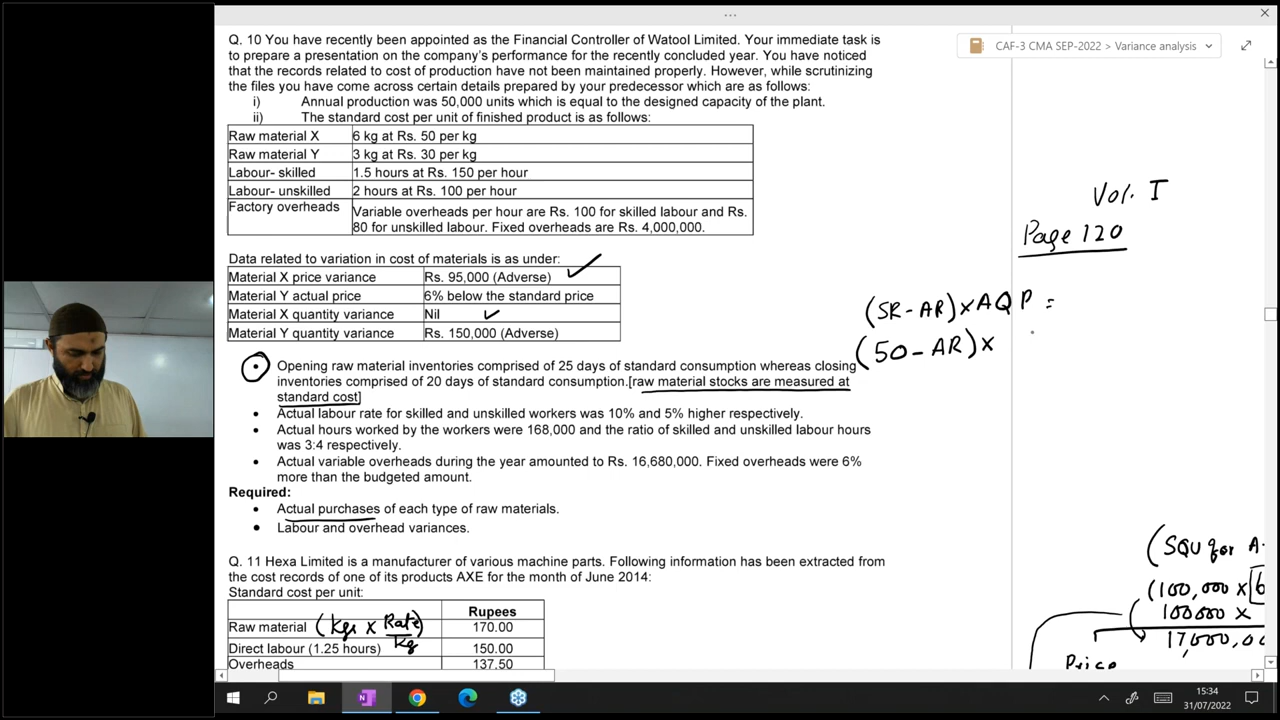 Q. 10 You have recently been appointed as the Financial Controller of Watool Limited. Your immediate task is
to prepare a presentation on the company's performance for the recently concluded year. You have noticed
that the records related to cost of production have not been maintained properly. However, while scrutinizing
the files you have come across certain details prepared by your predecessor which are as follows:
i) Annual production was 50,000 units which is equal to the designed capacity of the plant.
ii) The standard cost per unit of finished product is as follows:
Raw material X 6 kg at Rs. 50 per kg
Raw material Y 3 kg at Rs. 30 per kg
Labour- skilled 1.5 hours at Rs. 150 per hour
Labour- unskilled 2 hours at Rs. 100 per hour
Factory overheads Variable overheads per hour are Rs. 100 for skilled labour and Rs.
80 for unskilled labour. Fixed overheads are Rs. 4,000,000.
Data related to variation in cost of materials is as under:
Material X price variance Rs. 95,000 (Adverse)
Material Y actual price 6% below the standard price
Material X quantity variance Nil
Material Y quantity variance Rs. 150,000 (Adverse)
• Opening raw material inventories comprised of 25 days of standard consumption whereas closing
inventories comprised of 20 days of standard consumption.[raw material stocks are measured at
standard cost]
• Actual labour rate for skilled and unskilled workers was 10% and 5% higher respectively.
• Actual hours worked by the workers were 168,000 and the ratio of skilled and unskilled labour hours
was 3:4 respectively.
• Actual variable overheads during the year amounted to Rs. 16,680,000. Fixed overheads were 6%
more than the budgeted amount.
Required:
• Actual purchases of each type of raw materials.
• Labour and overhead variances.
Q. 11 Hexa Limited is a manufacturer of various machine parts. Following information has been extracted from
the cost records of one of its products AXE for the month of June 2014:
Standard cost per unit:
Rupees
Raw material (Kgs x Rate/kg) 170.00
Direct labour (1.25 hours) 150.00
Overheads 137.50
CAF-3 CMA SEP-2022 > Variance analysis
Vol. I
Page 120
(SR-AR)xAQP =
(50-AR)x
(SQU for A.
(100,000 x 6
100000 x
17,000,00
Price
15:34
31/07/2022